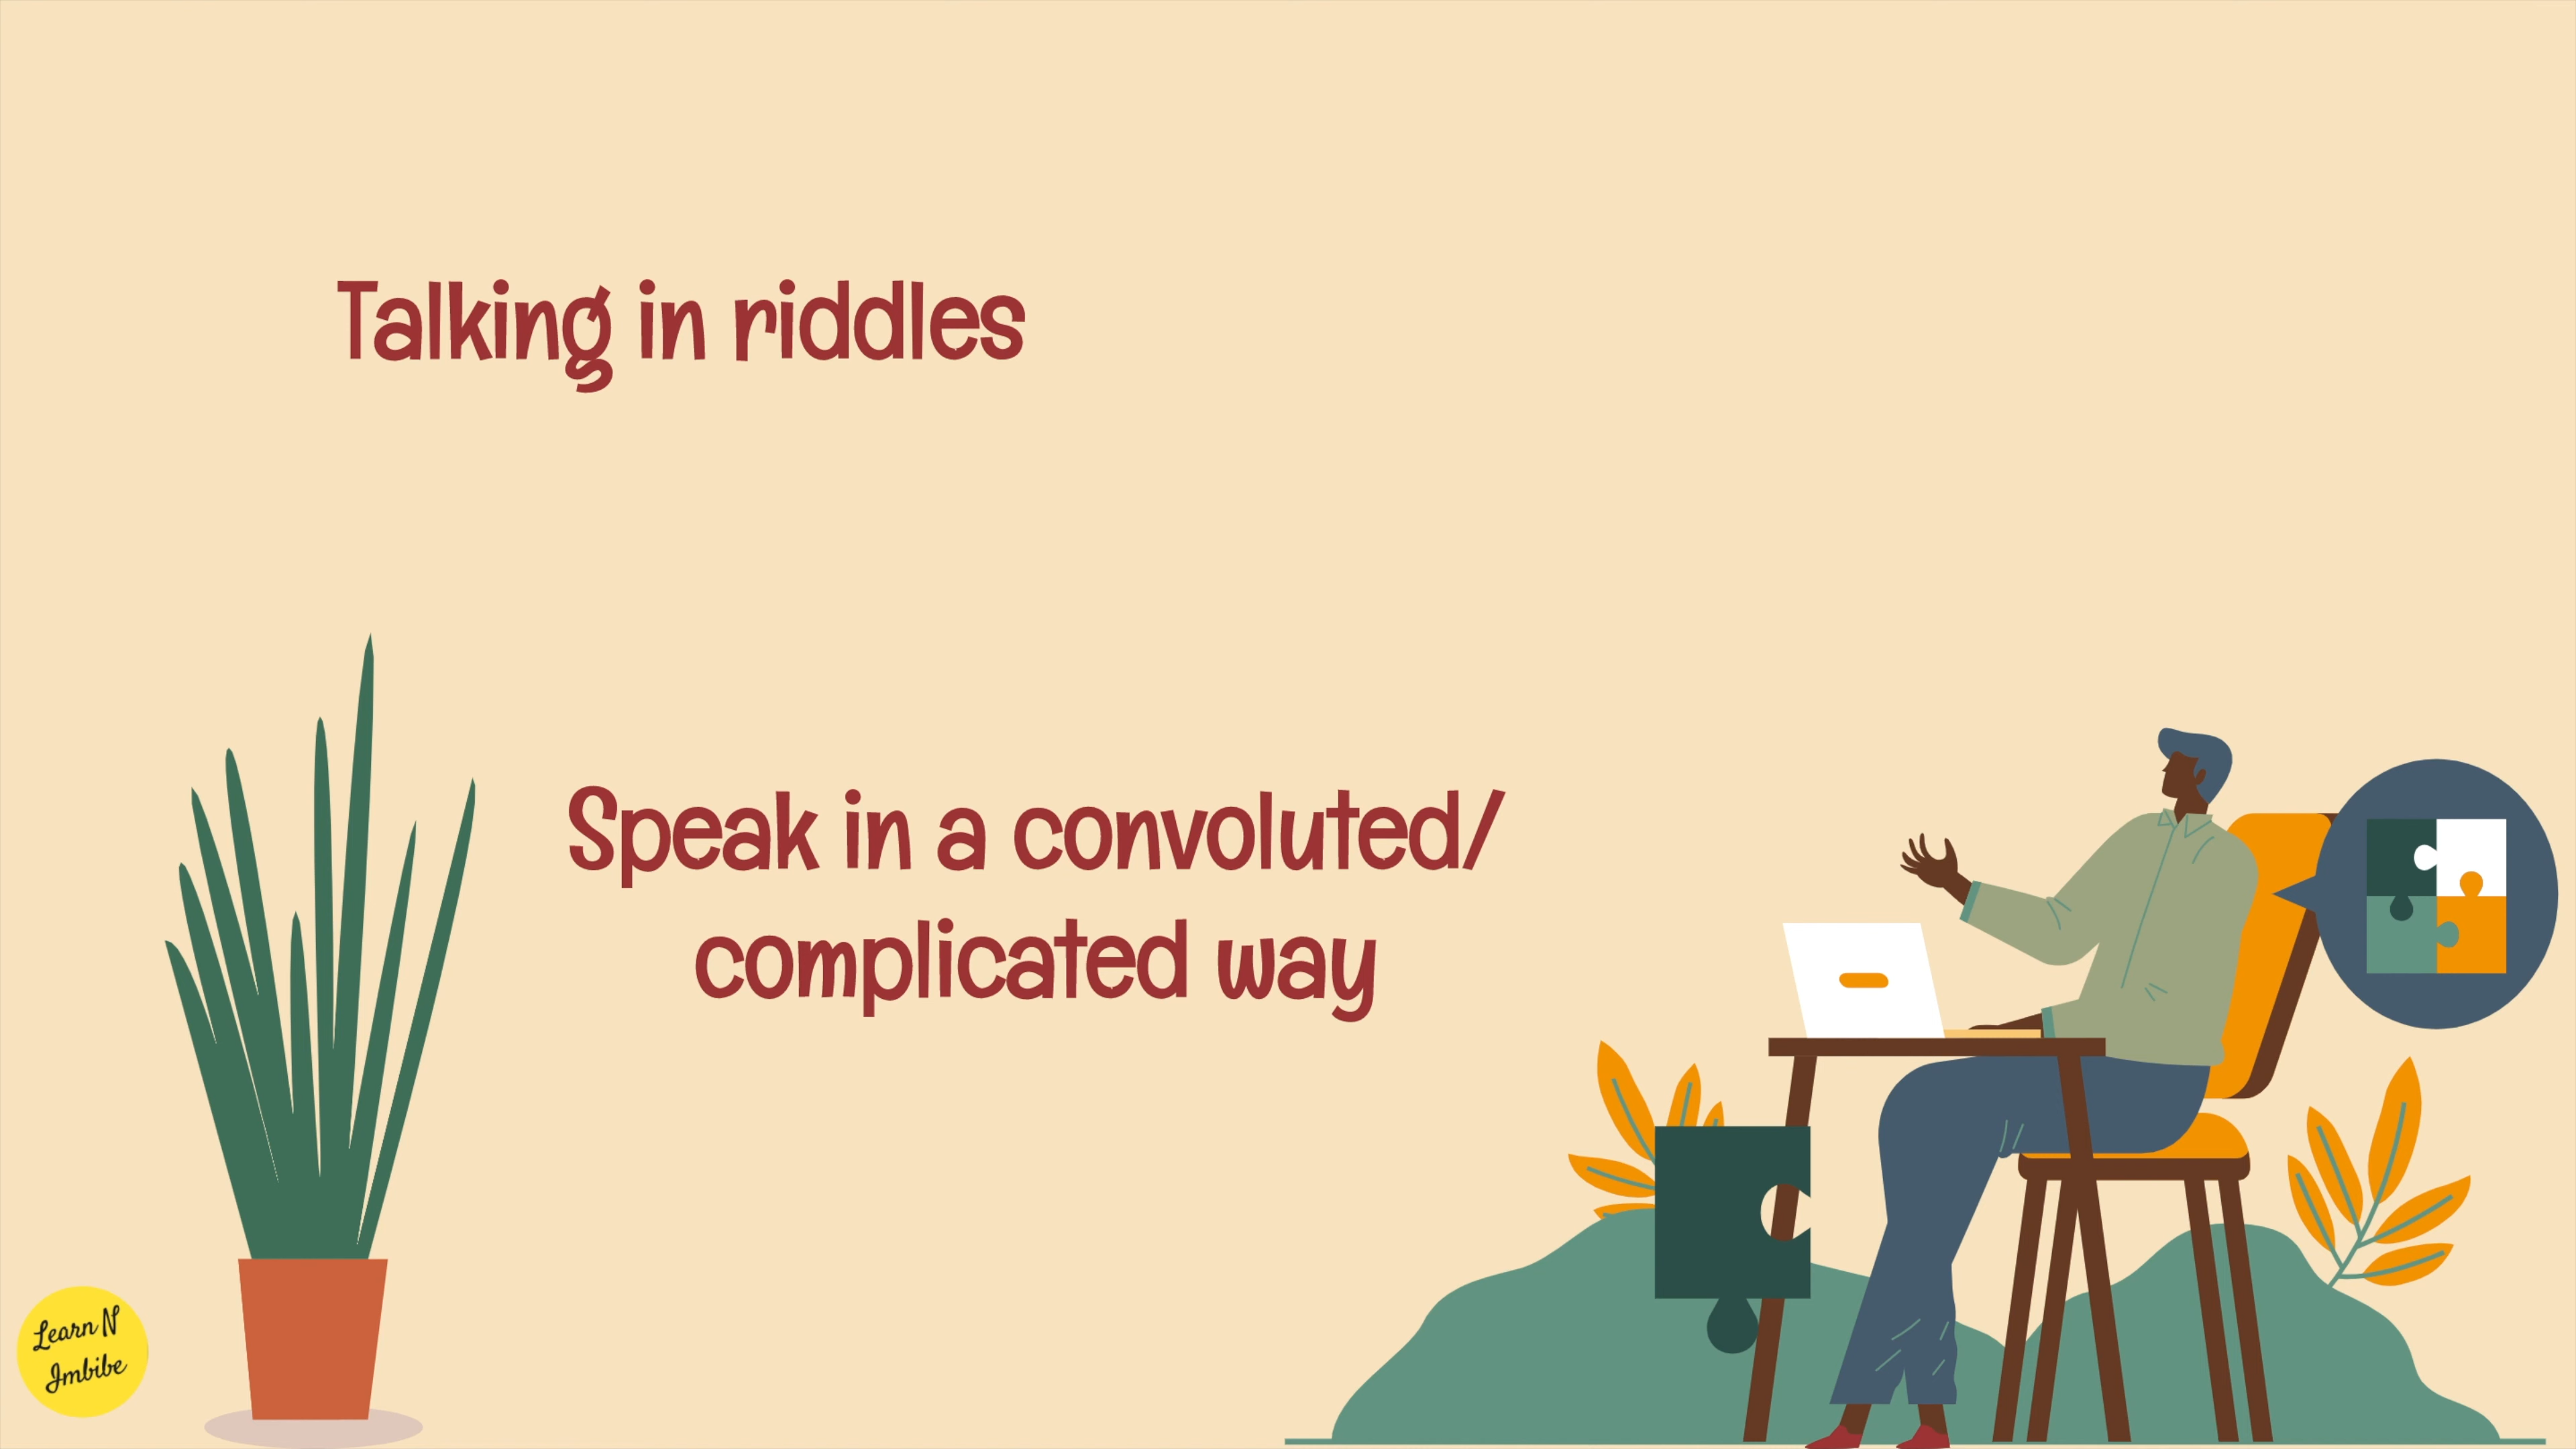 Talking in riddles
Speak in a convoluted/
complicated way
Learn N
Imbibe